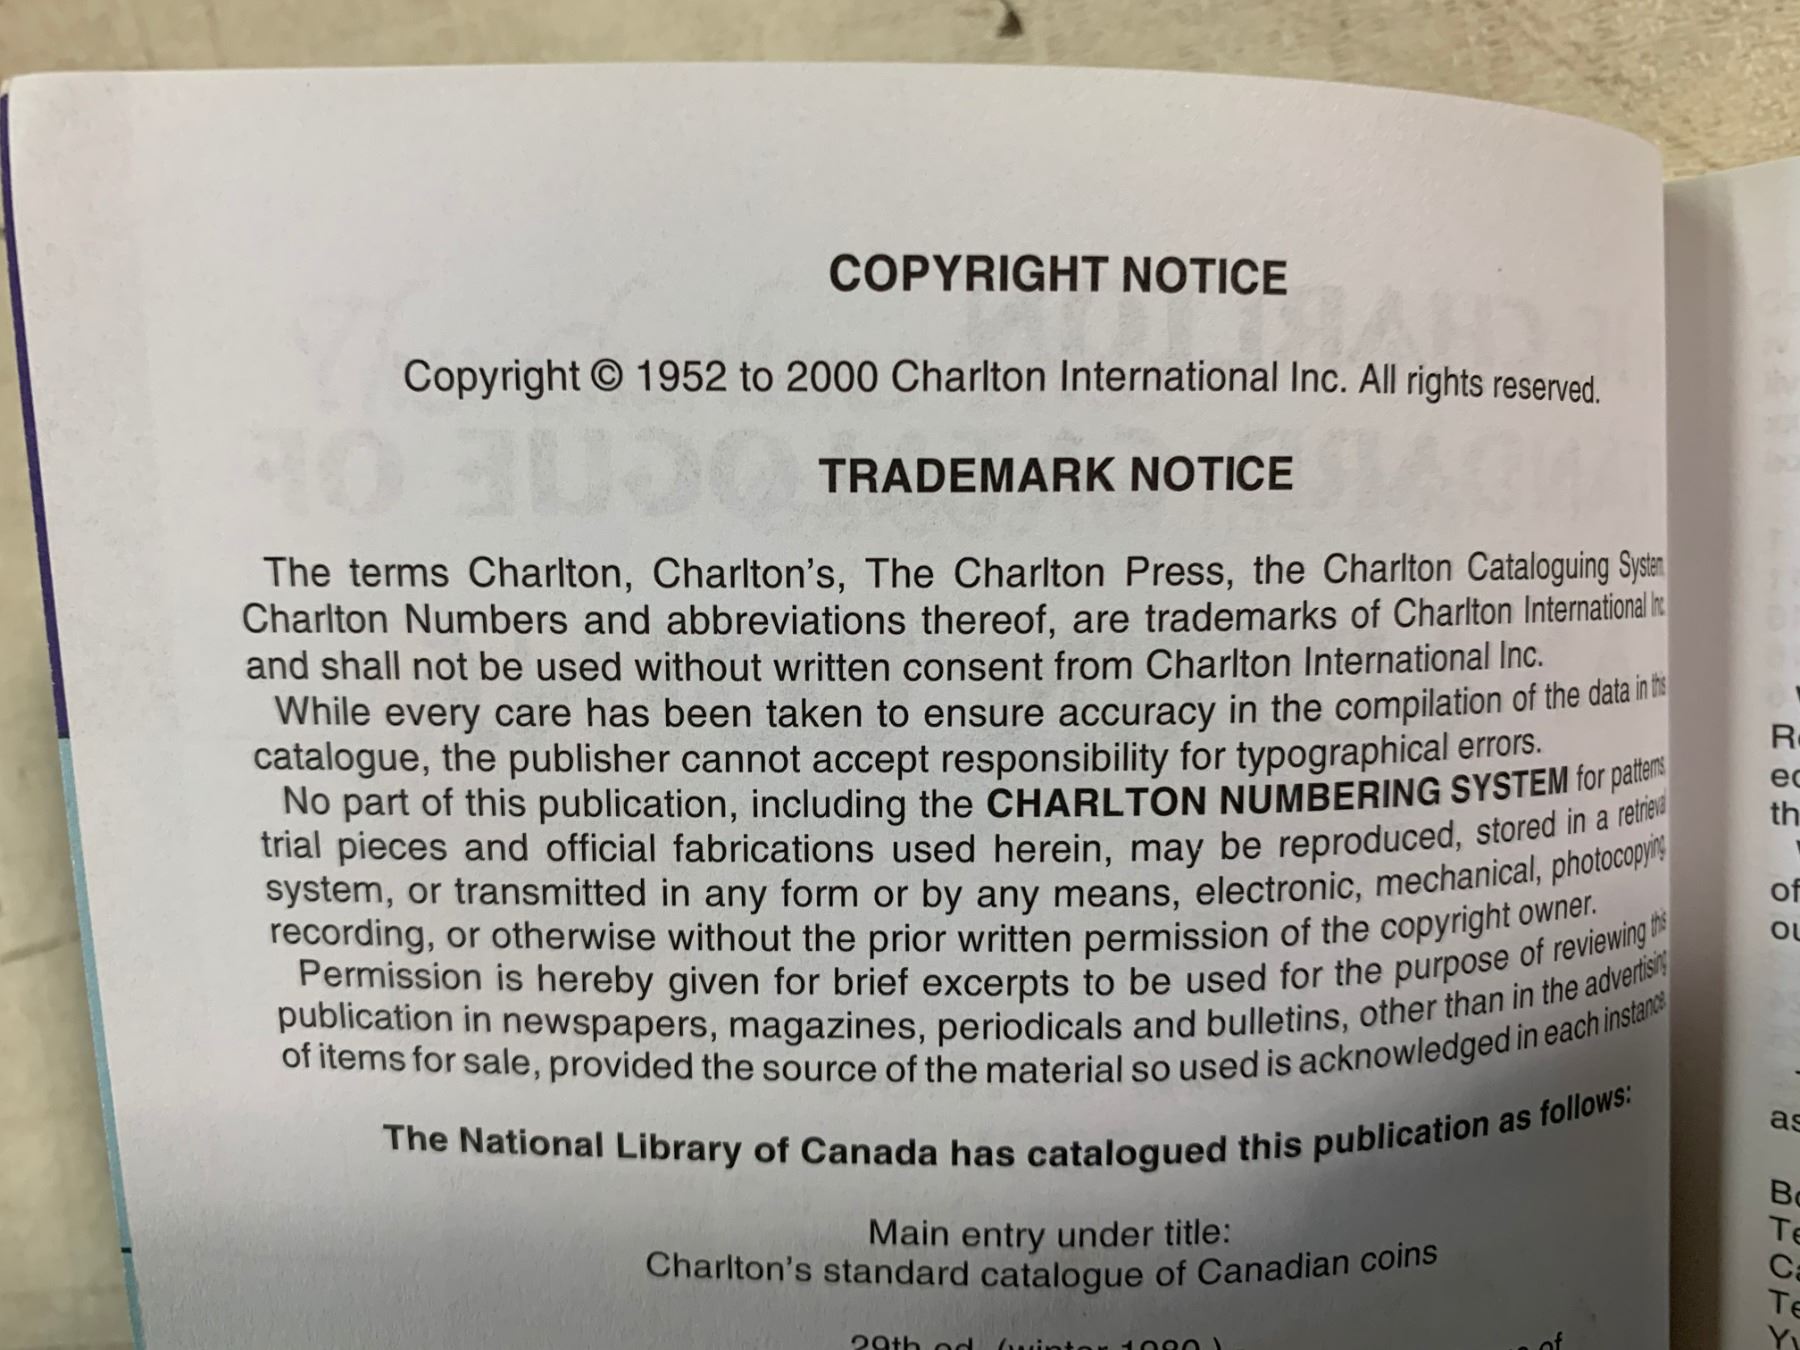 COPYRIGHT NOTICE
Copyright © 1952 to 2000 Charlton International Inc. All rights reserved.
TRADEMARK NOTICE
The terms Charlton, Charlton's, The Charlton Press, the Charlton Cataloguing System
Charlton Numbers and abbreviations thereof, are trademarks of Charlton International Inc.
and shall not be used without written consent from Charlton International Inc.
While every care has been taken to ensure accuracy in the compilation of the data in this
catalogue, the publisher cannot accept responsibility for typographical errors.
No part of this publication, including the CHARLTON NUMBERING SYSTEM for patterns,
trial pieces and official fabrications used herein, may be reproduced, stored in a retrieval
system, or transmitted in any form or by any means, electronic, mechanical, photocopying,
recording, or otherwise without the prior written permission of the copyright owner.
Permission is hereby given for brief excerpts to be used for the purpose of reviewing this
publication in newspapers, magazines, periodicals and bulletins, other than in the advertising
of items for sale, provided the source of the material so used is acknowledged in each instance.
The National Library of Canada has catalogued this publication as follows:
Main entry under title:
Charlton's standard catalogue of Canadian coins
29th ed. (winter 1980 ) of